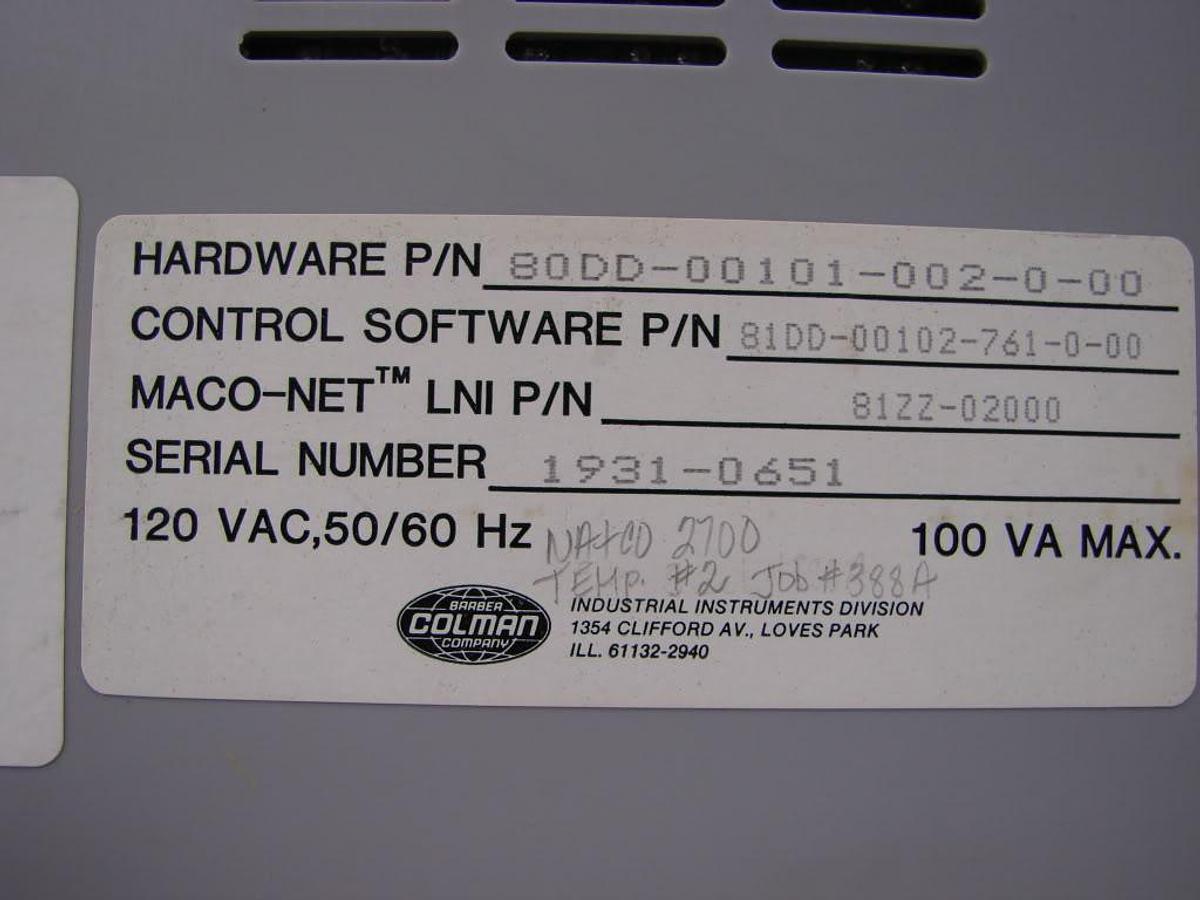 HARDWARE P/N 80DD-00101-002-0-00
CONTROL SOFTWARE P/N 81DD-00102-761-0-00
MACO-NET™ LNI P/N 81ZZ-02000
SERIAL NUMBER 1931-0651
120 VAC,50/60 Hz NATCO 2700 100 VA MAX.
TEMP. #2 Job #388A
BARBER
COLMAN
COMPANY
INDUSTRIAL INSTRUMENTS DIVISION
1354 CLIFFORD AV., LOVES PARK
ILL. 61132-2940